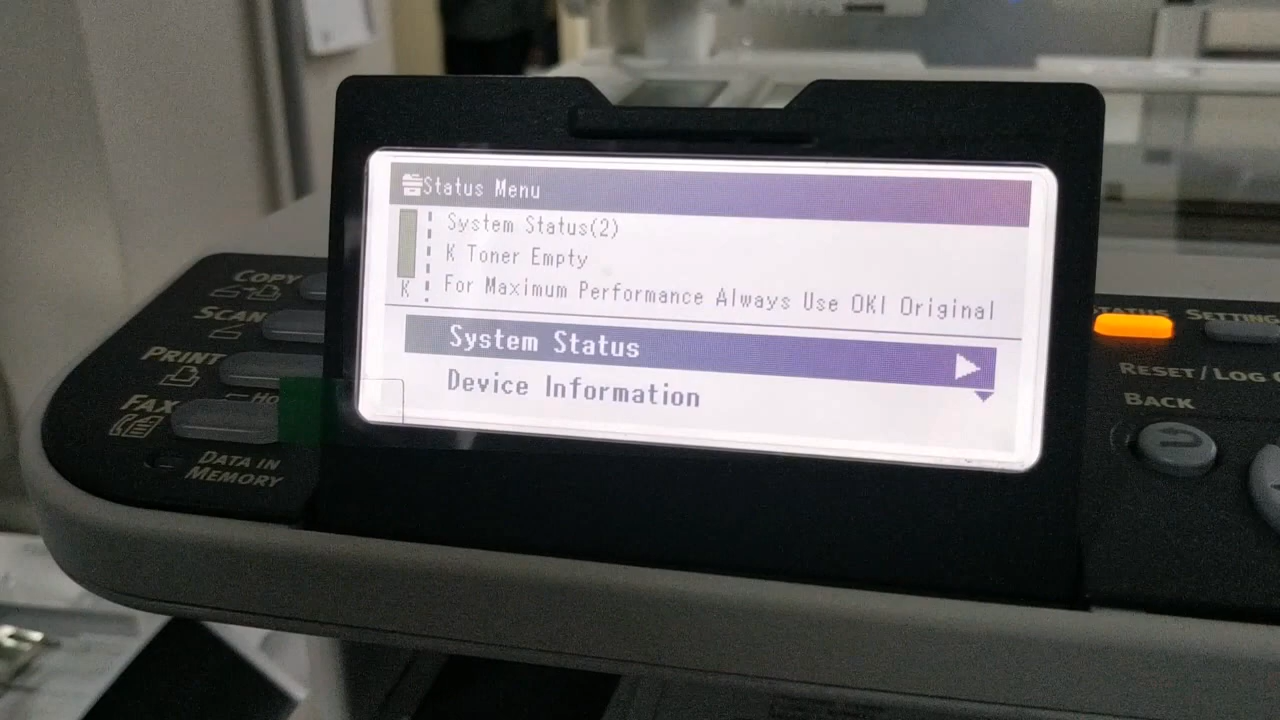 Status Menu
System Status(2)
K Toner Empty
K
For Maximum Performance Always Use OKI Original
System Status
Device Information
COPY
SCAN
PRINT
FAX
DATA IN
MEMORY
STATUS
SETTING
RESET/LOG
BACK